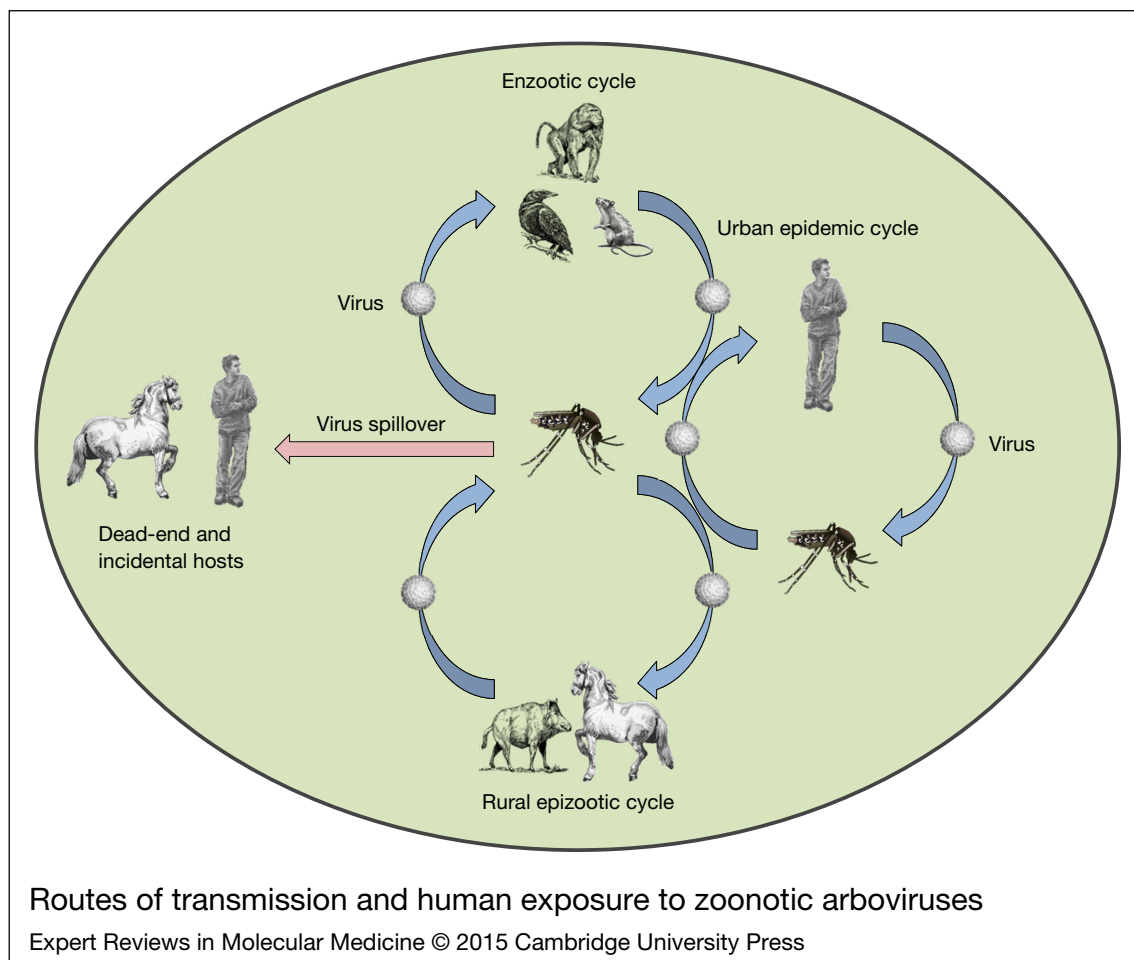 Enzootic cycle
Urban epidemic cycle
Virus
Virus spillover
Virus
Dead-end and
incidental hosts
Rural epizootic cycle
Routes of transmission and human exposure to zoonotic arboviruses
Expert Reviews in Molecular Medicine © 2015 Cambridge University Press